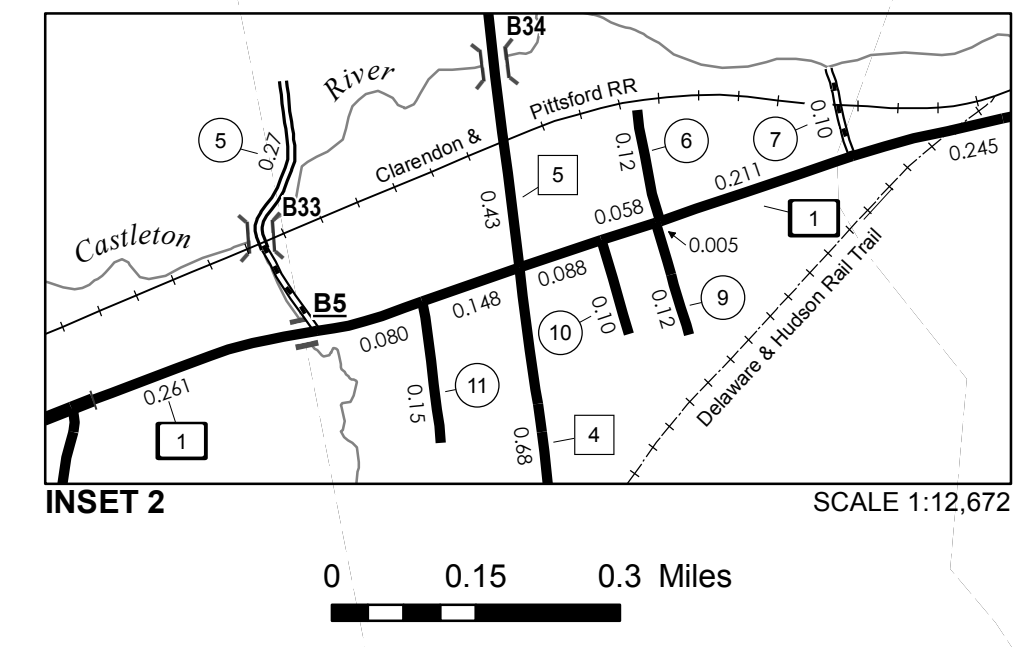 B34
River
Pittsford RR
5
0.27
Clarendon &
0.12
6
7
0.10
0.245
5
0.211
B33
0.43
0.058
1
Castleton
0.005
B5
0.088
0.148
9
0.080
10
0.10
0.12
Delaware & Hudson Rail Trail
0.261
11
0.15
1
0.68
4
INSET 2
SCALE 1:12,672
0 0.15 0.3 Miles